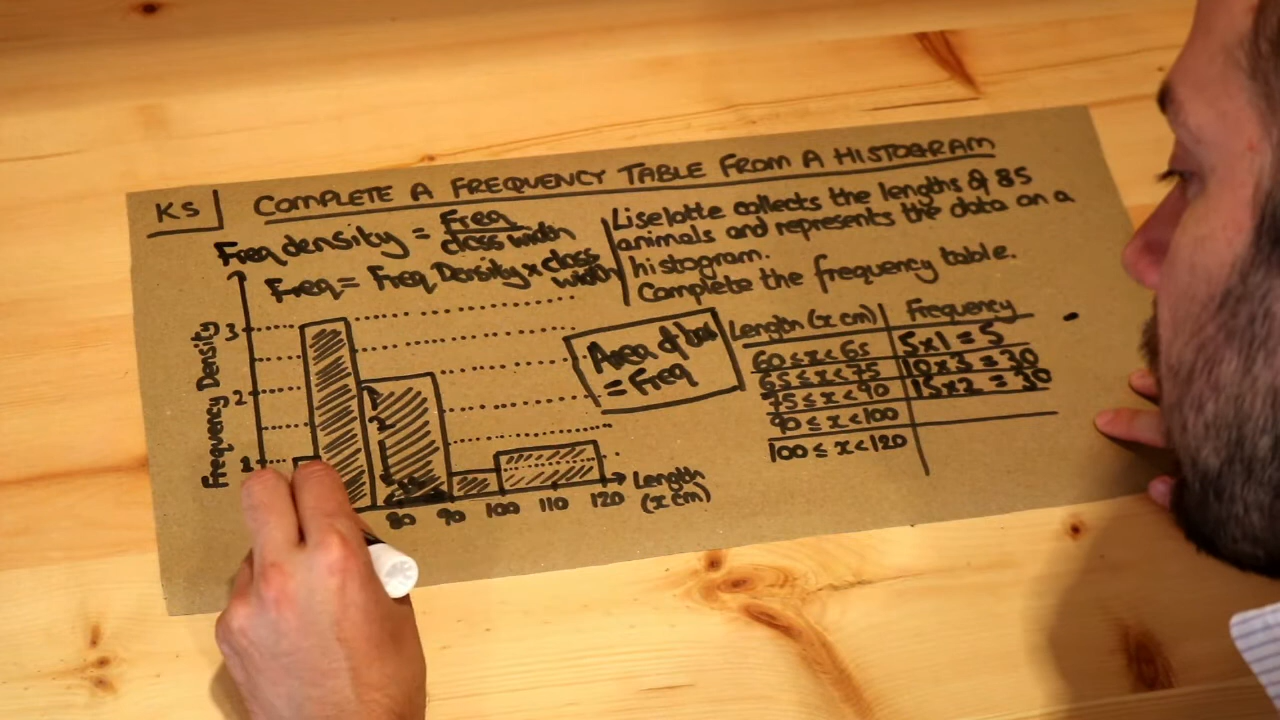 KS
COMPLETE A FREQUENCY TABLE FROM A HISTOGRAM
Freq density = Freq
class width
Freq = Freq Density x class
width
Liselotte collects the lengths of 85
animals and represents the data on a
histogram.
Complete the frequency table.
Frequency Density
3
2
1
2
80 90 100 110 120
Length
(x cm)
Area of bar
= Freq
Length (x cm) Frequency
60 ≤ x < 65 5x1 = 5
65 ≤ x < 75 10x3 = 30
75 ≤ x < 90 15x2 = 30
90 ≤ x < 100
100 ≤ x < 120